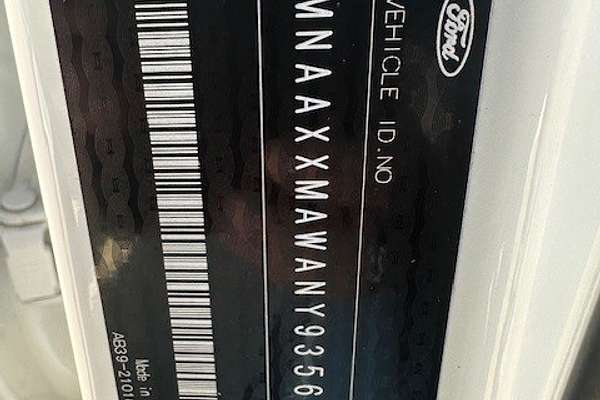 Ford
VEHICLE ID.NO
MNAAXXMAWANY9356
Made in
AB39-2101